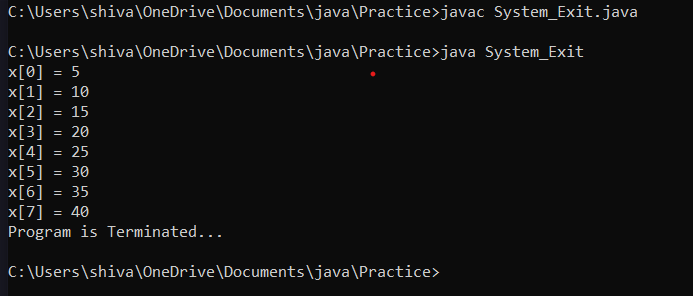 C:\Users\shiva\OneDrive\Documents\java\Practice>javac System_Exit.java
C:\Users\shiva\OneDrive\Documents\java\Practice>java System_Exit
x[0] = 5
x[1] = 10
x[2] = 15
x[3] = 20
x[4] = 25
x[5] = 30
x[6] = 35
x[7] = 40
Program is Terminated...
C:\Users\shiva\OneDrive\Documents\java\Practice>